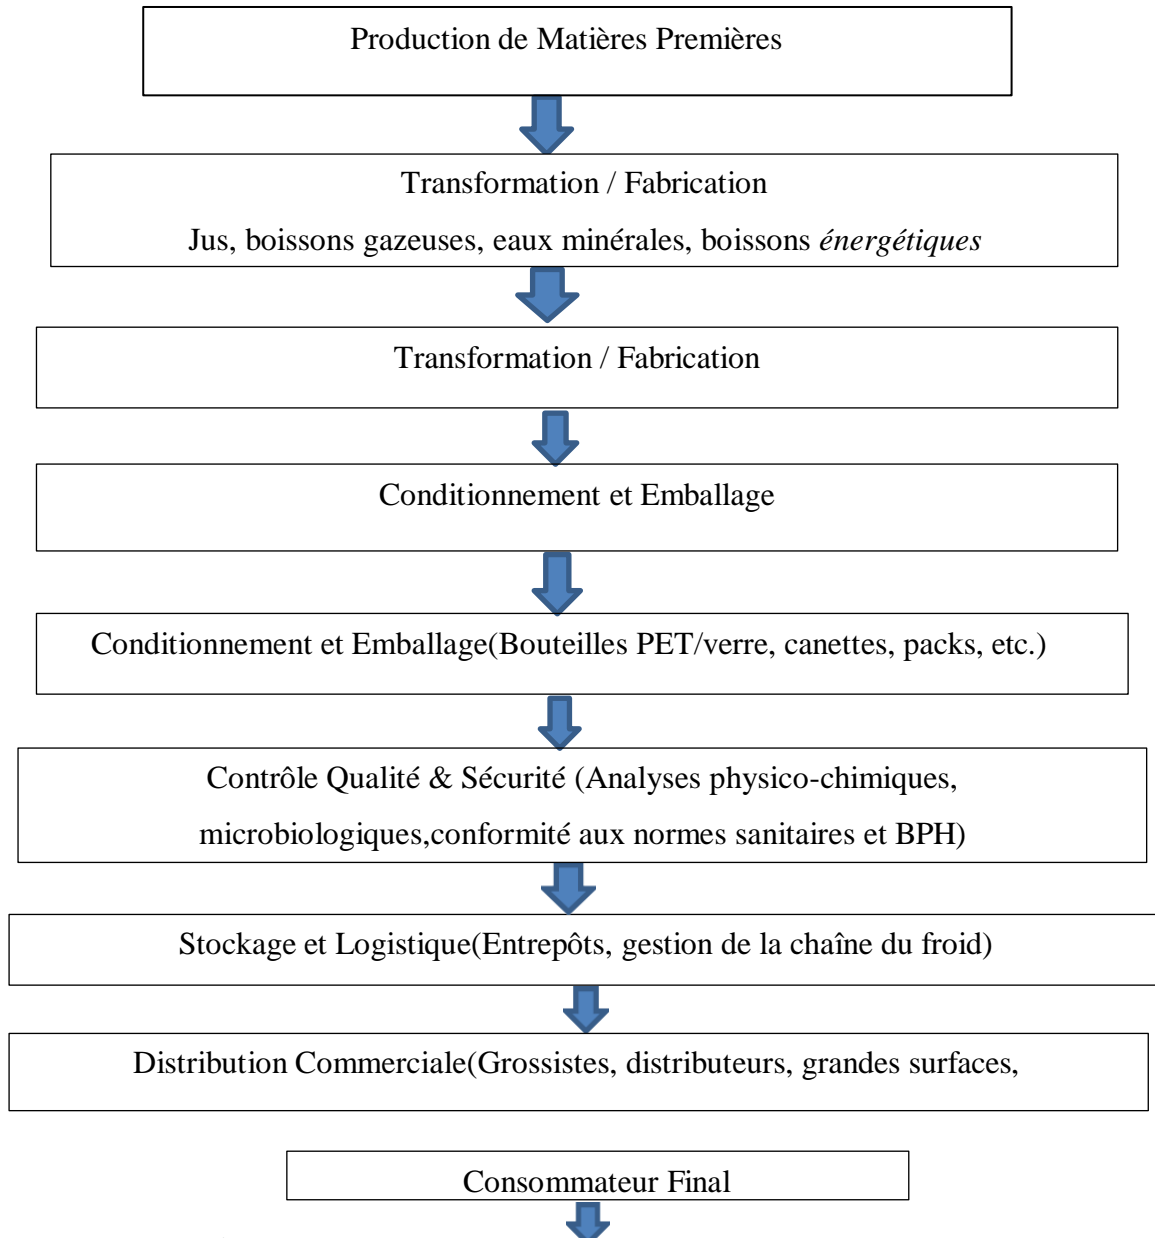 Production de Matières Premières
Transformation / Fabrication
Jus, boissons gazeuses, eaux minérales, boissons énergétiques
Transformation / Fabrication
Conditionnement et Emballage
Conditionnement et Emballage(Bouteilles PET/verre, canettes, packs, etc.)
Contrôle Qualité & Sécurité (Analyses physico-chimiques,
microbiologiques,conformité aux normes sanitaires et BPH)
Stockage et Logistique(Entrepôts, gestion de la chaîne du froid)
Distribution Commerciale(Grossistes, distributeurs, grandes surfaces,
Consommateur Final